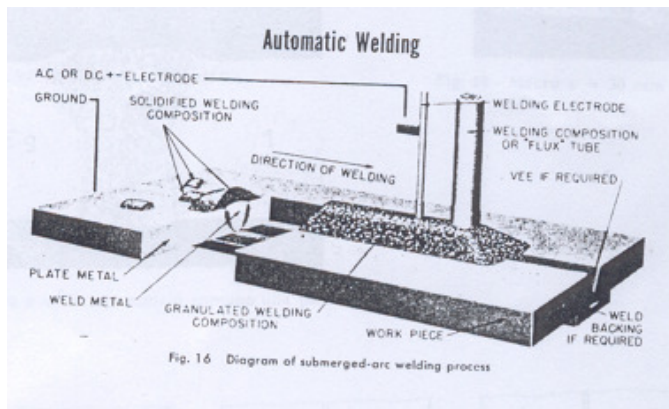 Automatic Welding
A.C OR D.C +- ELECTRODE
GROUND
SOLIDIFIED WELDING
COMPOSITION
DIRECTION OF WELDING
WELDING ELECTRODE
WELDING COMPOSITION
OR "FLUX" TUBE
VEE IF REQUIRED
PLATE METAL
WELD METAL
GRANULATED WELDING
COMPOSITION
WORK PIECE
WELD
BACKING
IF REQUIRED
Fig. 16 Diagram of submerged-arc welding process